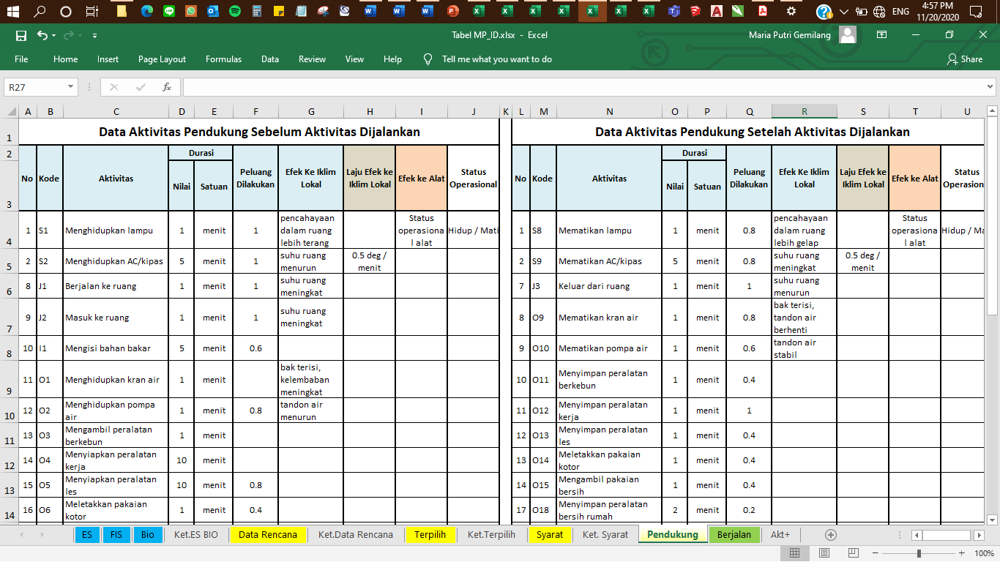 4:57 PM
ENG
11/20/2020
Tabel MP_ID.xlsx - Excel
Maria Putri Gemilang
File Home Insert Page Layout Formulas Data Review View Help Tell me what you want to do Share
R27
fx
A B C D E F G H I J K L M N O P Q R S T U
1 Data Aktivitas Pendukung Sebelum Aktivitas Dijalankan Data Aktivitas Pendukung Setelah Aktivitas Dijalankan
2 Durasi Durasi
3 No Kode Aktivitas Nilai Satuan Peluang Dilakukan Efek Ke Iklim Lokal Laju Efek ke Iklim Lokal Efek ke Alat Status Operasional No Kode Aktivitas Nilai Satuan Peluang Dilakukan Efek Ke Iklim Lokal Laju Efek ke Iklim Lokal Efek ke Alat Status Operasion
4 1 S1 Menghidupkan lampu 1 menit 1 pencahayaan dalam ruang lebih terang Status operasiona l alat Hidup / Mati 1 S8 Mematikan lampu 1 menit 0.8 pencahayaan dalam ruang lebih gelap Status operasiona l alat Hidup / Ma
5 2 S2 Menghidupkan AC/kipas 5 menit 1 suhu ruang menurun 0.5 deg / menit 2 S9 Mematikan AC/kipas 5 menit 0.8 suhu ruang meningkat 0.5 deg / menit
6 8 J1 Berjalan ke ruang 1 menit 1 suhu ruang meningkat 7 J3 Keluar dari ruang 1 menit 1 suhu ruang menurun
7 9 J2 Masuk ke ruang 1 menit 1 suhu ruang meningkat 8 O9 Mematikan kran air 1 menit 0.8 bak terisi, tandon air berhenti
8 10 I1 Mengisi bahan bakar 5 menit 0.6 9 O10 Mematikan pompa air 1 menit 0.6 tandon air stabil
9 11 O1 Menghidupkan kran air 1 menit bak terisi, kelembaban meningkat 10 O11 Menyimpan peralatan berkebun 1 menit 0.4
10 12 O2 Menghidupkan pompa air 1 menit 0.8 tandon air menurun 11 O12 Menyimpan peralatan kerja 1 menit 1
11 13 O3 Mengambil peralatan berkebun 1 menit 12 O13 Menyimpan peralatan les 1 menit 0.4
12 14 O4 Menyiapkan peralatan kerja 10 menit 13 O14 Meletakkan pakaian kotor 1 menit 0.4
13 15 O5 Menyiapkan peralatan les 10 menit 0.8 14 O15 Mengambil pakaian bersih 1 menit 0.4
14 16 O6 Meletakkan pakaian kotor 1 menit 0.4 17 O18 Menyimpan peralatan bersih rumah 2 menit 0.2
ES FIS Bio Ket.ES BIO Data Rencana Ket.Data Rencana Terpilih Ket.Terpilih Syarat Ket. Syarat Pendukung Berjalan Akt+
100%